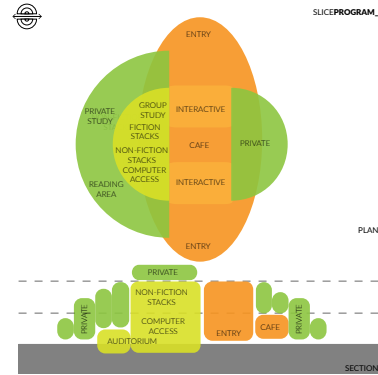 SLICEPROGRAM_
ENTRY
PRIVATE
STUDY
GROUP
STUDY
FICTION
STACKS
NON-FICTION
STACKS
COMPUTER
ACCESS
READING
AREA
INTERACTIVE
CAFE
INTERACTIVE
PRIVATE
ENTRY
PLAN
PRIVATE
NON-FICTION
STACKS
PRIVATE
COMPUTER
ACCESS
AUDITORIUM
ENTRY
CAFE
PRIVATE
SECTION